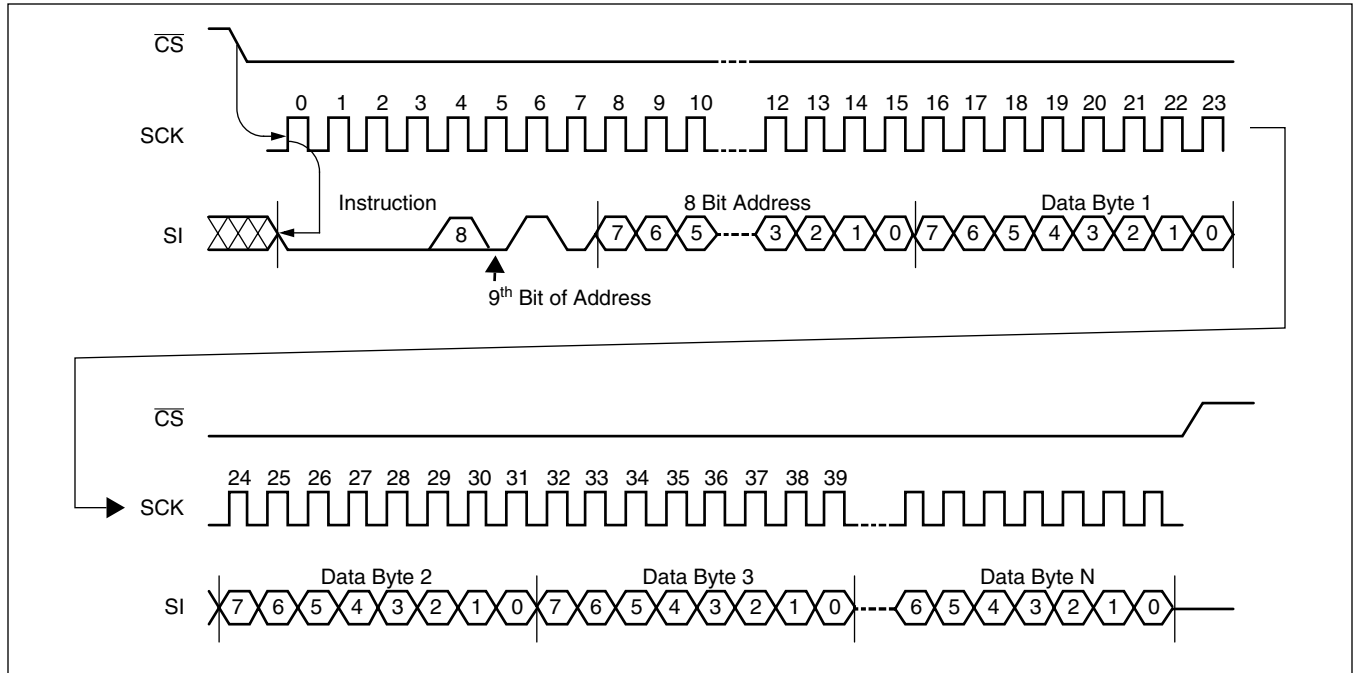 CS
0 1 2 3 4 5 6 7 8 9 10 12 13 14 15 16 17 18 19 20 21 22 23
SCK
Instruction 8 Bit Address Data Byte 1
SI 8 7 6 5 3 2 1 0 7 6 5 4 3 2 1 0
9th Bit of Address
CS
24 25 26 27 28 29 30 31 32 33 34 35 36 37 38 39
SCK
Data Byte 2 Data Byte 3 Data Byte N
SI 7 6 5 4 3 2 1 0 7 6 5 4 3 2 1 0 6 5 4 3 2 1 0